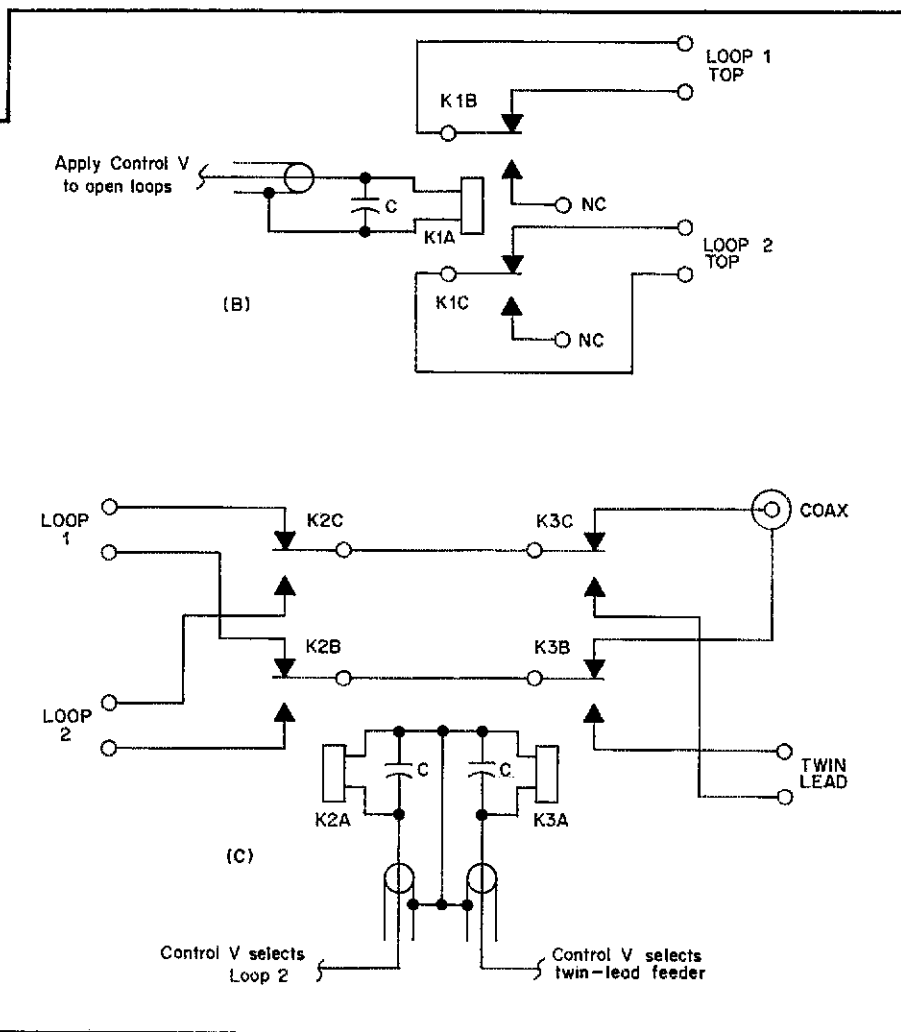 LOOP 1
TOP
K1B
Apply Control V
to open loops
C
NC
K1A
LOOP 2
TOP
K1C
(B)
NC
LOOP
1
K2C
K3C
COAX
K2B
K3B
LOOP
2
C
C
TWIN
LEAD
K2A
K3A
(C)
Control V selects
Loop 2
Control V selects
twin-lead feeder